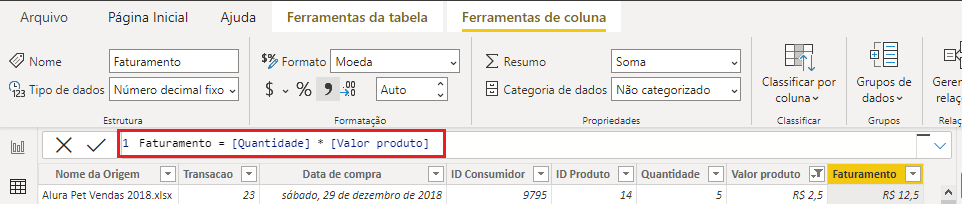 Arquivo Página Inicial Ajuda Ferramentas da tabela Ferramentas de coluna
Nome Faturamento $% Formato Moeda Resumo Soma
Tipo de dados Número decimal fixo $ % Auto Categoria de dados Não categorizado
Classificar por coluna
Grupos de dados
Gerer relaçõ
Estrutura Formatação Propriedades Classificar Grupos Relaçõ
1 Faturamento = [Quantidade] * [Valor produto]
Nome da Origem Transacao Data de compra ID Consumidor ID Produto Quantidade Valor produto Faturamento
Alura Pet Vendas 2018.xlsx 23 sábado, 29 de dezembro de 2018 9795 14 5 R$ 2,5 R$ 12,5